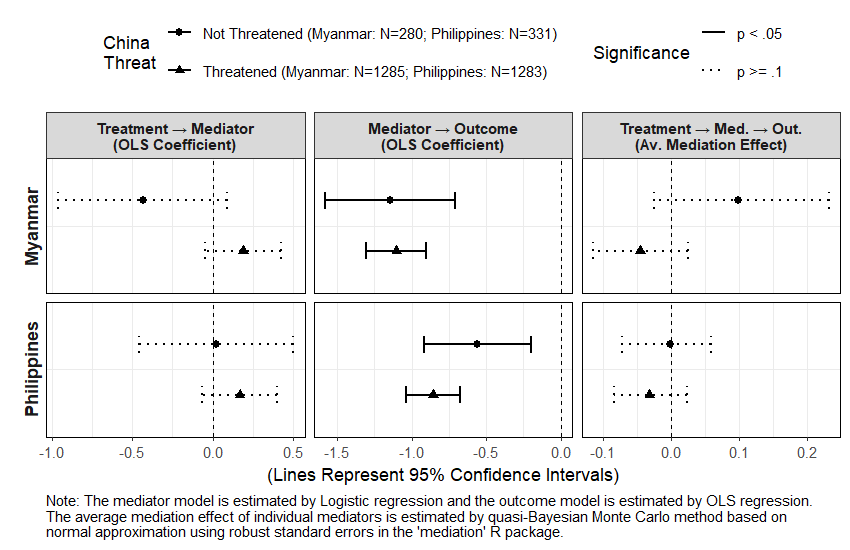 China
Threat
Not Threatened (Myanmar: N=280; Philippines: N=331)
Threatened (Myanmar: N=1285; Philippines: N=1283)
Significance
p < .05
p >= .1
Treatment → Mediator
(OLS Coefficient)
Mediator → Outcome
(OLS Coefficient)
Treatment → Med. → Out.
(Av. Mediation Effect)
Myanmar
Philippines
-1.0 -0.5 0.0 0.5
-1.5 -1.0 -0.5 0.0
-0.1 0.0 0.1 0.2
(Lines Represent 95% Confidence Intervals)
Note: The mediator model is estimated by Logistic regression and the outcome model is estimated by OLS regression.
The average mediation effect of individual mediators is estimated by quasi-Bayesian Monte Carlo method based on
normal approximation using robust standard errors in the 'mediation' R package.